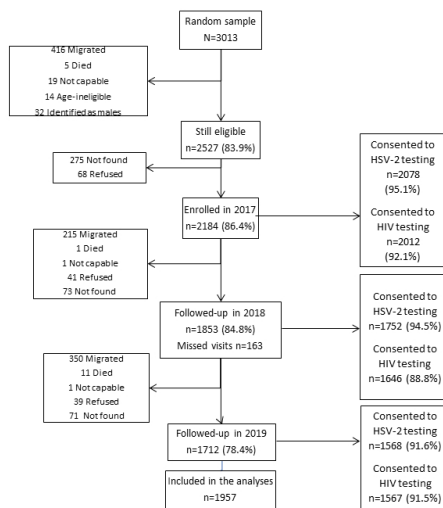 Random sample
N=3013
416 Migrated
5 Died
19 Not capable
14 Age-ineligible
32 Identified as males
Still eligible
n=2527 (83.9%)
275 Not found
68 Refused
Consented to
HSV-2 testing
n=2078
(95.1%)
Consented to
HIV testing
n=2012
(92.1%)
Enrolled in 2017
n=2184 (86.4%)
215 Migrated
1 Died
1 Not capable
41 Refused
73 Not found
Followed-up in 2018
n=1853 (84.8%)
Missed visits n=163
Consented to
HSV-2 testing
n=1752 (94.5%)
Consented to
HIV testing
n=1646 (88.8%)
350 Migrated
11 Died
1 Not capable
39 Refused
71 Not found
Followed-up in 2019
n=1712 (78.4%)
Consented to
HSV-2 testing
n=1568 (91.6%)
Consented to
HIV testing
n=1567 (91.5%)
Included in the analyses
n=1957